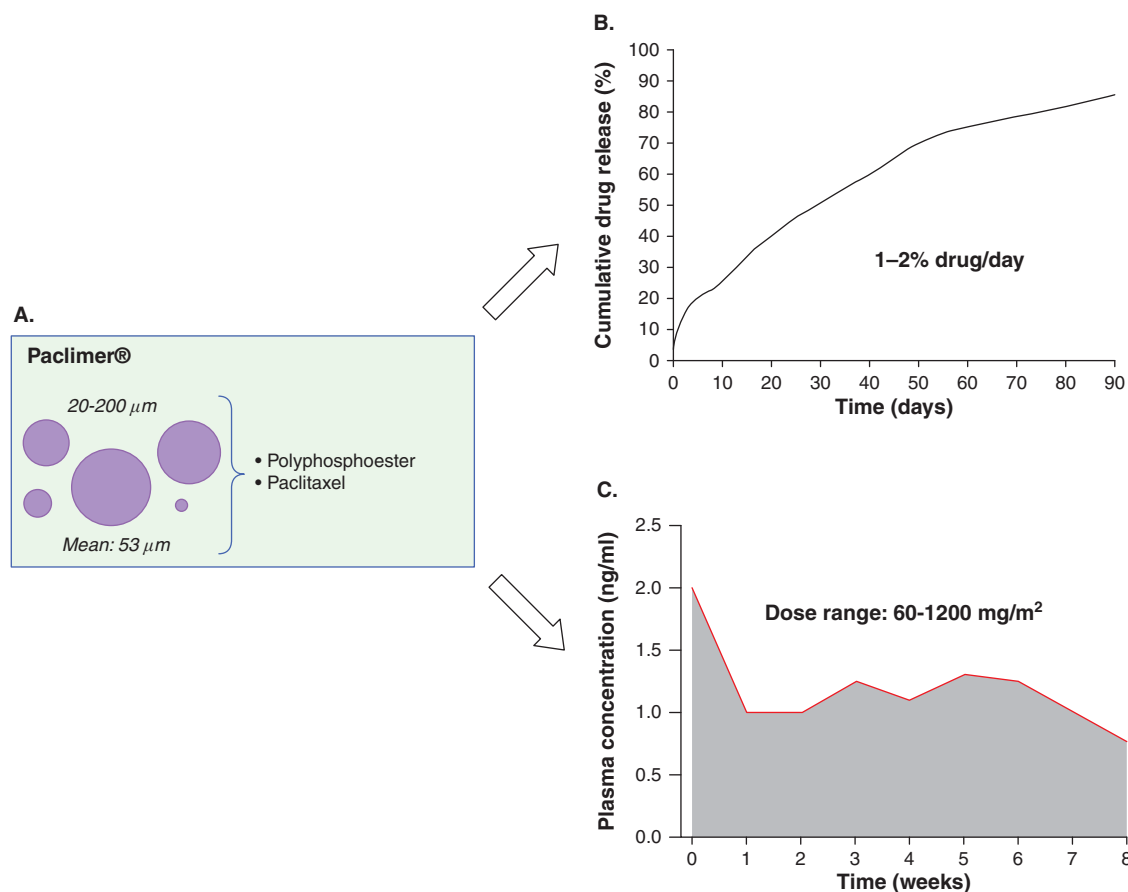 A.
Paclimer®
20-200 μm
Mean: 53 μm
• Polyphosphoester
• Paclitaxel
B.
Cumulative drug release (%)
100
90
80
70
60
50
40
30
20
10
0
1–2% drug/day
0 10 20 30 40 50 60 70 80 90
Time (days)
C.
Plasma concentration (ng/ml)
2.5
2.0
1.5
1.0
0.5
0.0
Dose range: 60-1200 mg/m²
0 1 2 3 4 5 6 7 8
Time (weeks)